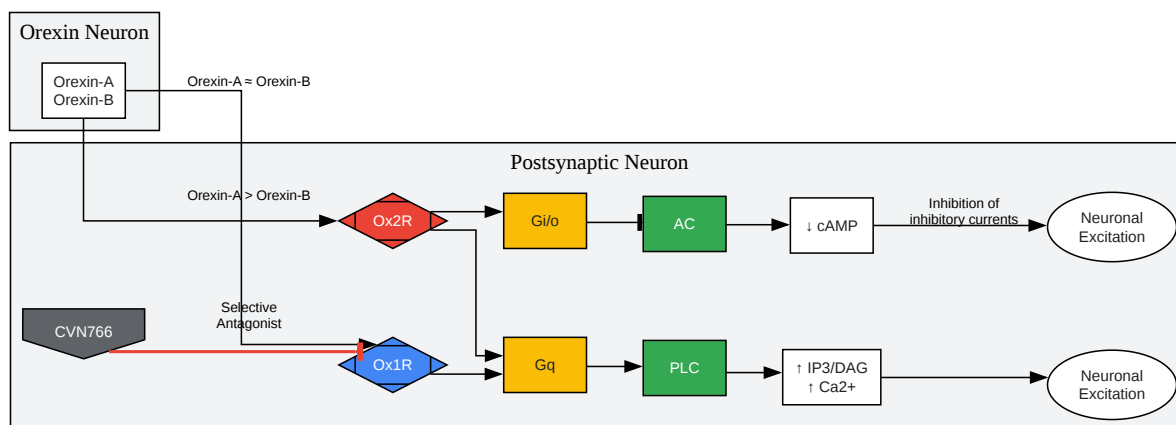 Orexin Neuron
Orexin-A
Orexin-B
Orexin-A ≈ Orexin-B
Postsynaptic Neuron
Orexin-A > Orexin-B
Ox2R
Gi/o
AC
↓ cAMP
Inhibition of
inhibitory currents
Neuronal
Excitation
CVN766
Selective
Antagonist
Ox1R
Gq
PLC
↑ IP3/DAG
↑ Ca2+
Neuronal
Excitation